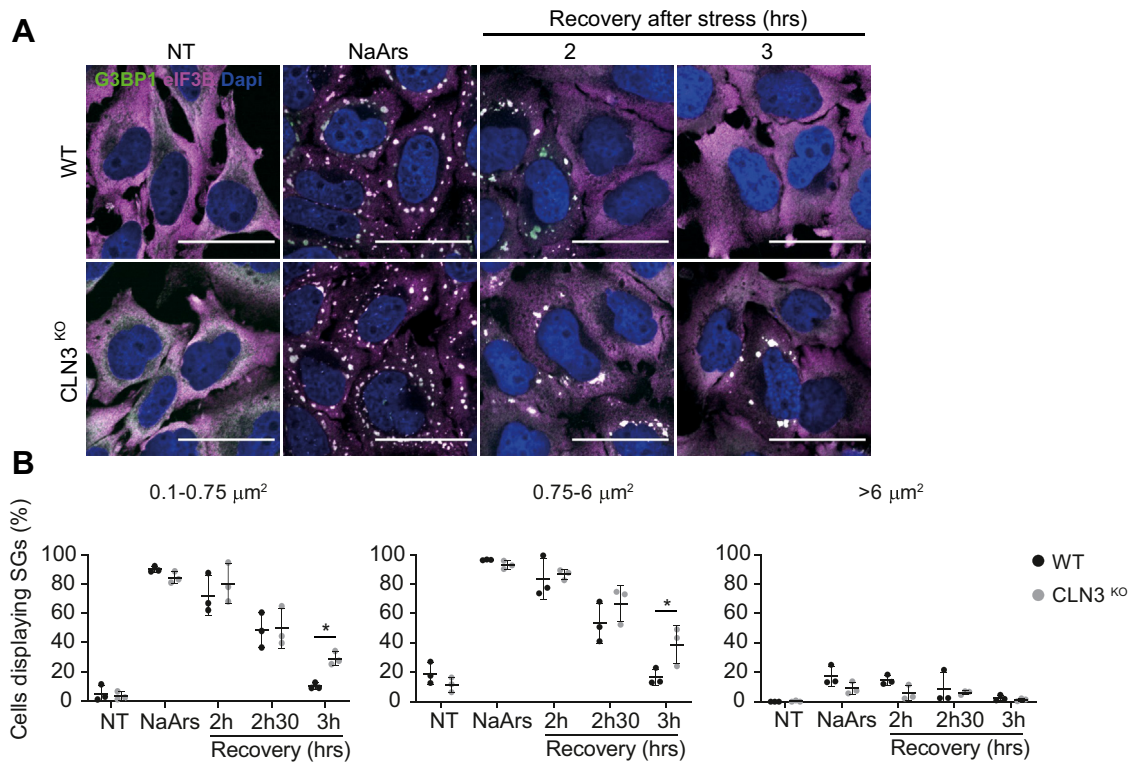 A
Recovery after stress (hrs)
NT NaArs 2 3
G3BP1 eIF3B Dapi
WT
CLN3 KO
B
0.1-0.75 μm² 0.75-6 μm² >6 μm²
Cells displaying SGs (%)
100
80
60
40
20
0
*
NT NaArs 2h 2h30 3h
Recovery (hrs)
100
80
60
40
20
0
*
NT NaArs 2h 2h30 3h
Recovery (hrs)
100
80
60
40
20
0
NT NaArs 2h 2h30 3h
Recovery (hrs)
WT
CLN3 KO